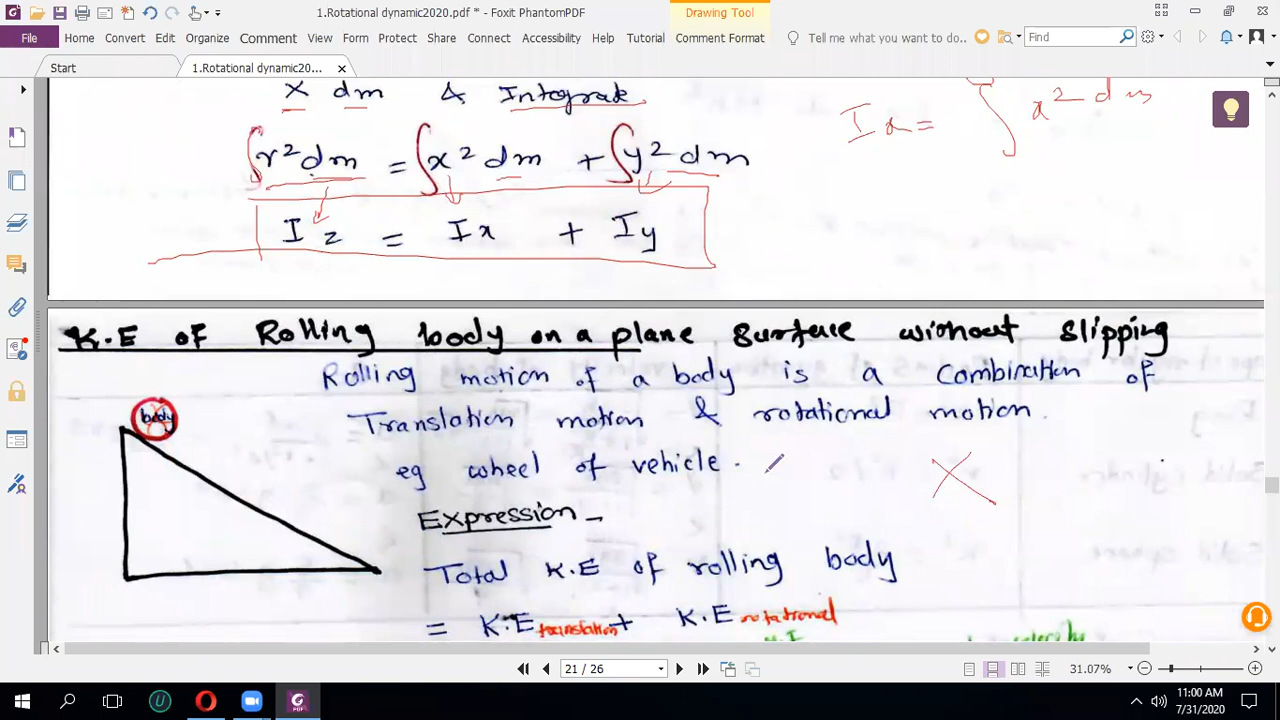 1.Rotational dynamic2020.pdf * - Foxit PhantomPDF
Drawing Tool
File Home Convert Edit Organize Comment View Form Protect Share Connect Accessibility Help Tutorial Comment Format Tell me what you want to do.. Find
Start 1.Rotational dynamic20...
x dm & Integrate
Ix = ∫ x² dm
∫r² dm = ∫x² dm + ∫y² dm
Iz = Ix + Iy
K.E of Rolling body on a plane surface without slipping
Rolling motion of a body is a combination of
body
Translation motion & rotational motion.
eg wheel of vehicle.
Expression -
Total K.E of rolling body
= K.E translation + K.E rotational
21 / 26
31.07%
11:00 AM
7/31/2020